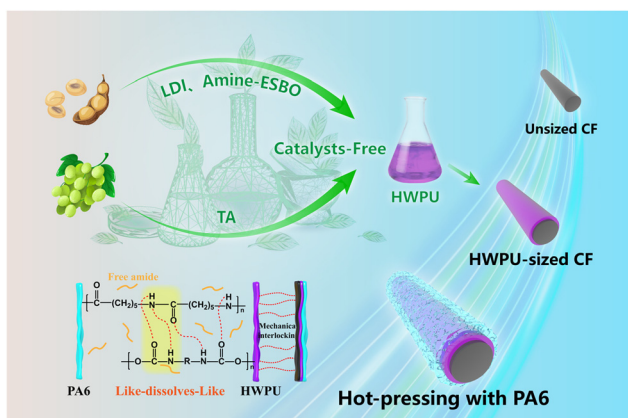 LDI、Amine-ESBO
Unsized CF
Catalysts-Free
HWPU
TA
HWPU-sized CF
Free amide
O H O H
[ C (CH2)5 N C (CH2)5 N ]n
Mechanical
interlocking
O H H O
[ O C N R N C O ]n
PA6 Like-dissolves-Like HWPU
Hot-pressing with PA6